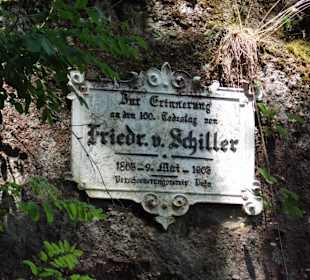 Zur Erinnerung
an den 100. Todestag von
Friedr. v. Schiller
1805 - 9. Mai - 1905
Verschönerungsverein